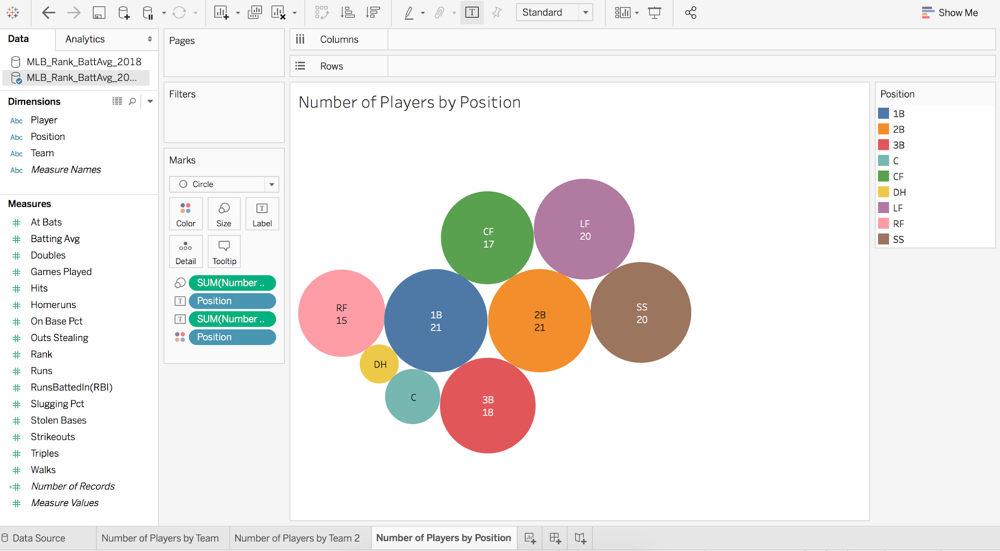 Standard
Show Me
Data
Analytics
MLB_Rank_BattAvg_2018
MLB_Rank_BattAvg_20...
Dimensions
Abc Player
Abc Position
Abc Team
Abc Measure Names
Measures
At Bats
Batting Avg
Doubles
Games Played
Hits
Homeruns
On Base Pct
Outs Stealing
Rank
Runs
RunsBattedIn(RBI)
Slugging Pct
Stolen Bases
Strikeouts
Triples
Walks
Number of Records
Measure Values
Pages
Filters
Marks
Circle
Color
Size
T
Label
Detail
Tooltip
SUM(Number ..
T Position
T SUM(Number ..
Position
Columns
Rows
Number of Players by Position
CF
17
LF
20
RF
15
1B
21
2B
21
SS
20
DH
C
3B
18
Position
1B
2B
3B
C
CF
DH
LF
RF
SS
Data Source
Number of Players by Team
Number of Players by Team 2
Number of Players by Position